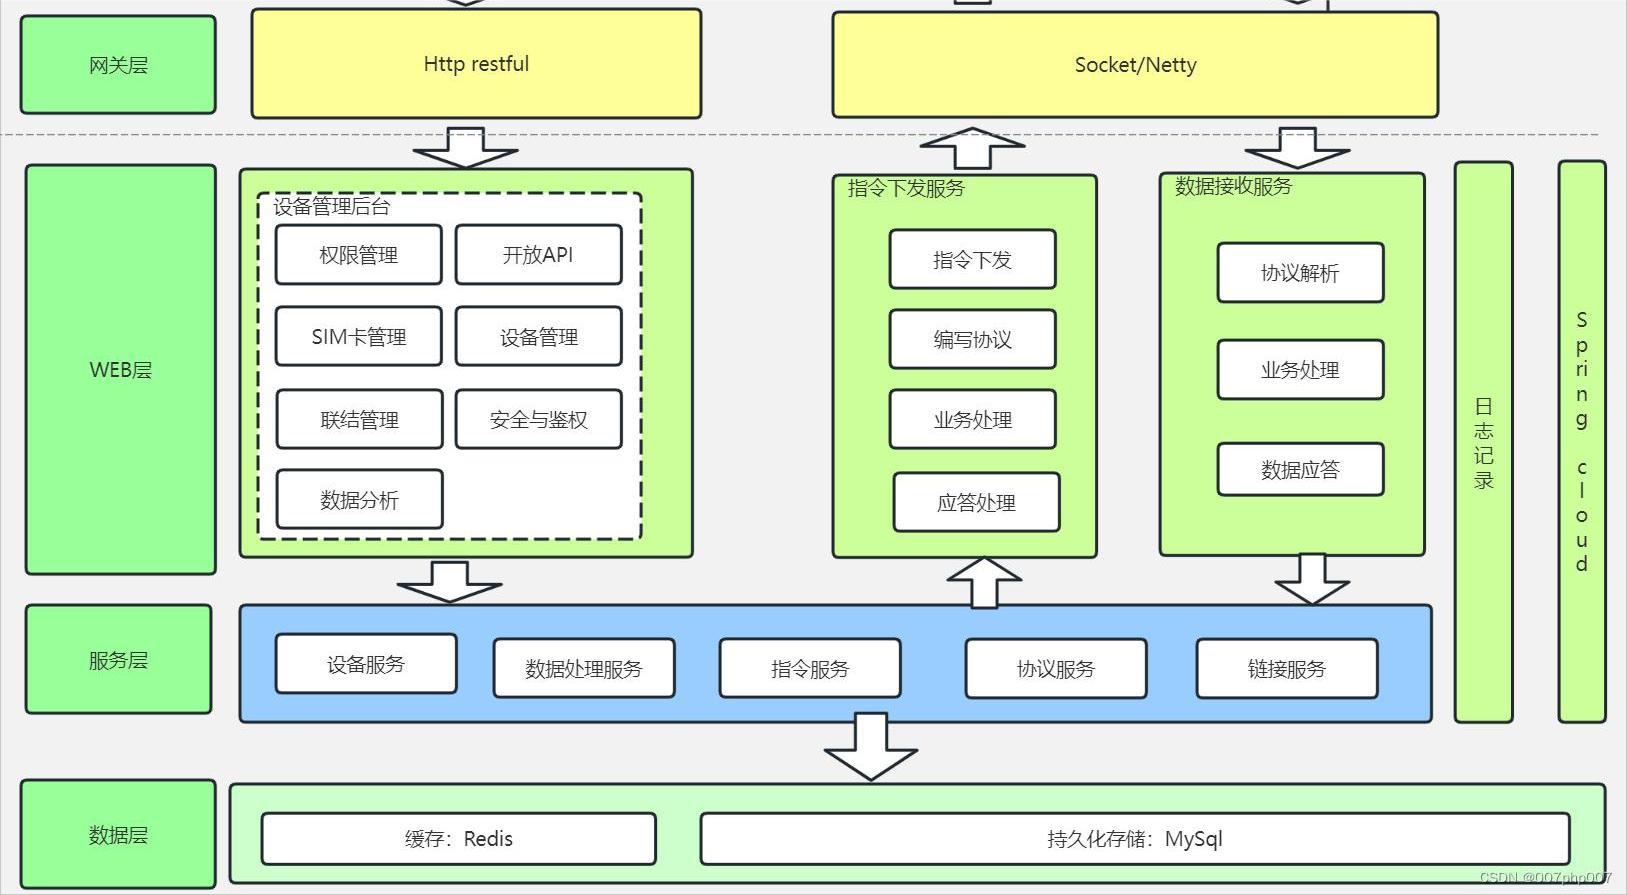 网关层
Http restful
Socket/Netty
WEB层
设备管理后台
权限管理
开放API
SIM卡管理
设备管理
联结管理
安全与鉴权
数据分析
指令下发服务
指令下发
编写协议
业务处理
应答处理
数据接收服务
协议解析
业务处理
数据应答
日志记录
Spring cloud
服务层
设备服务
数据处理服务
指令服务
协议服务
链接服务
数据层
缓存：Redis
持久化存储：MySql
CSDN @007php007